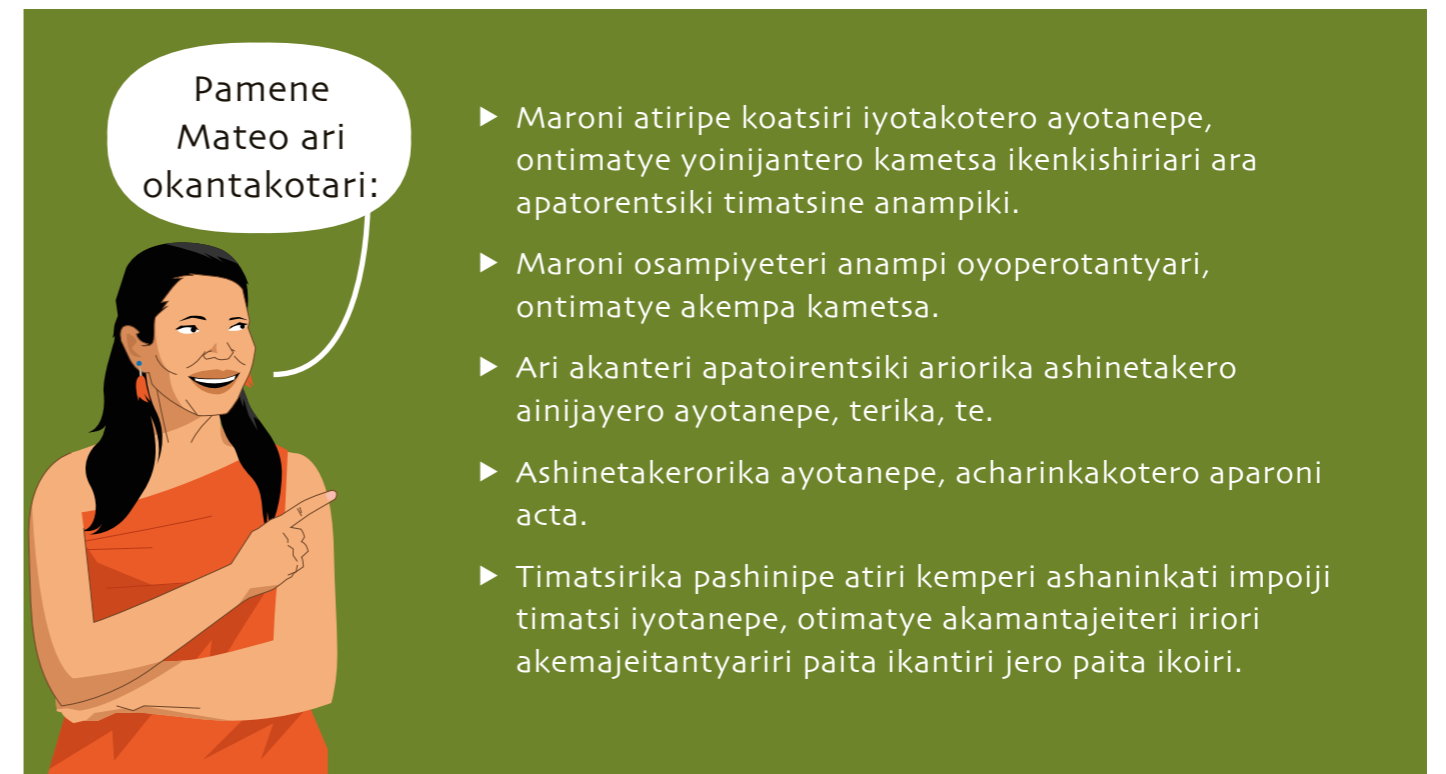 Pamene
Mateo ari
okantakotari:
▶ Maroni atiripe koatsiri iyotakotero ayotanepe,
ontimatye yoinijantero kametsa ikenkishiriari ara
apatorentsiki timatsine anampiki.
▶ Maroni osampiyeteri anampi oyoperotantyari,
ontimatye akempa kametsa.
▶ Ari akanteri apatoirentsiki ariorika ashinetakero
ainijayero ayotanepe, terika, te.
▶ Ashinetakerorika ayotanepe, acharinkakotero aparoni
acta.
▶ Timatsirika pashinipe atiri kemperi ashaninkati impoiji
timatsi iyotanepe, otimatye akamantajeiteri iriori
akemajeitantyariri paita ikantiri jero paita ikoiri.